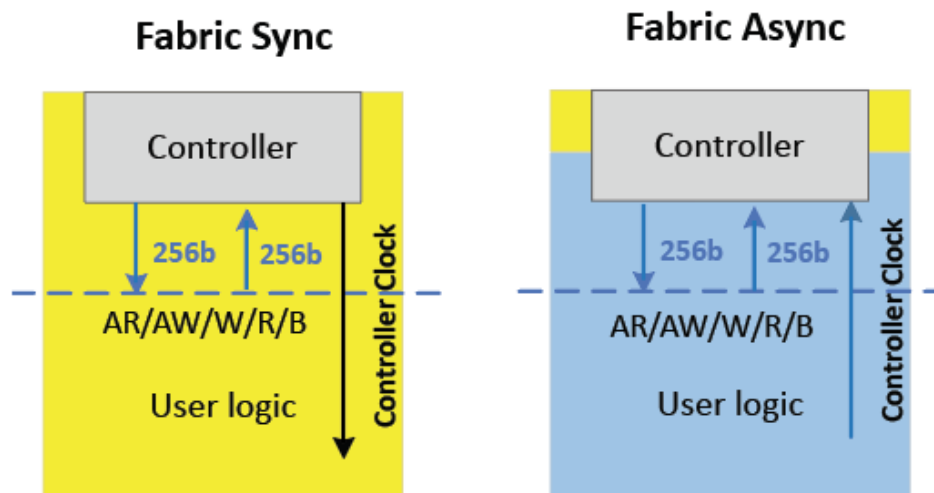 Fabric Sync
Controller
256b
256b
AR/AW/W/R/B
User logic
Controller Clock
Fabric Async
Controller
256b
256b
AR/AW/W/R/B
User logic
Controller Clock